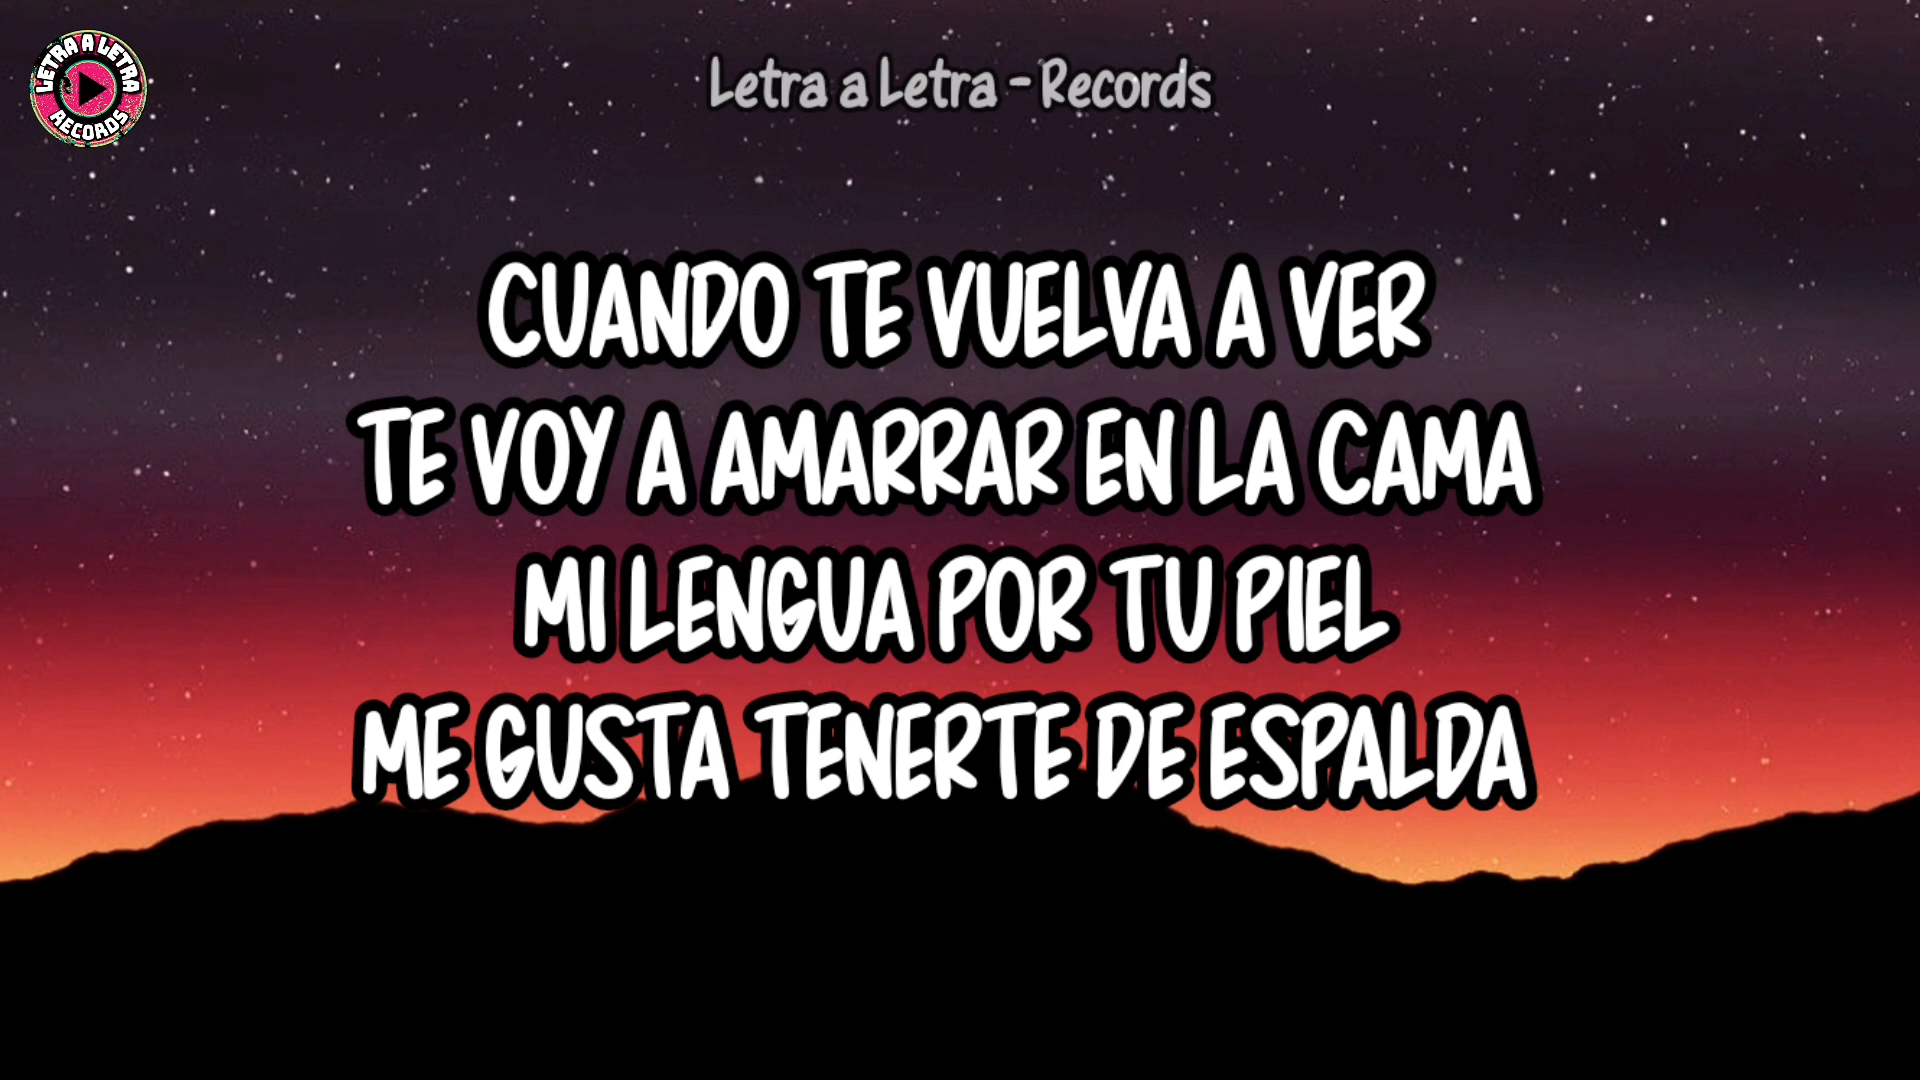 LETRA A LETRA
RECORDS
Letra a Letra - Records
CUANDO TE VUELVA A VER
TE VOY A AMARRAR EN LA CAMA
MI LENGUA POR TU PIEL
ME GUSTA TENERTE DE ESPALDA